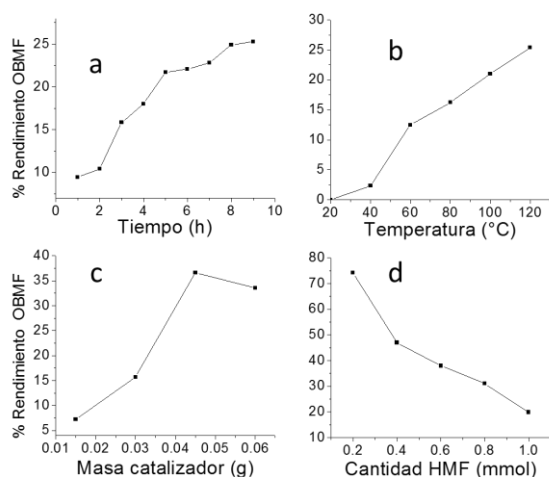 a
% Rendimiento OBMF
25
20
15
10
0 2 4 6 8 10
Tiempo (h)
b
30
25
20
15
10
5
0
20 40 60 80 100 120
Temperatura (°C)
c
% Rendimiento OBMF
40
35
30
25
20
15
10
5
0.01 0.02 0.03 0.04 0.05 0.06
Masa catalizador (g)
d
80
70
60
50
40
30
20
10
0.2 0.4 0.6 0.8 1.0
Cantidad HMF (mmol)